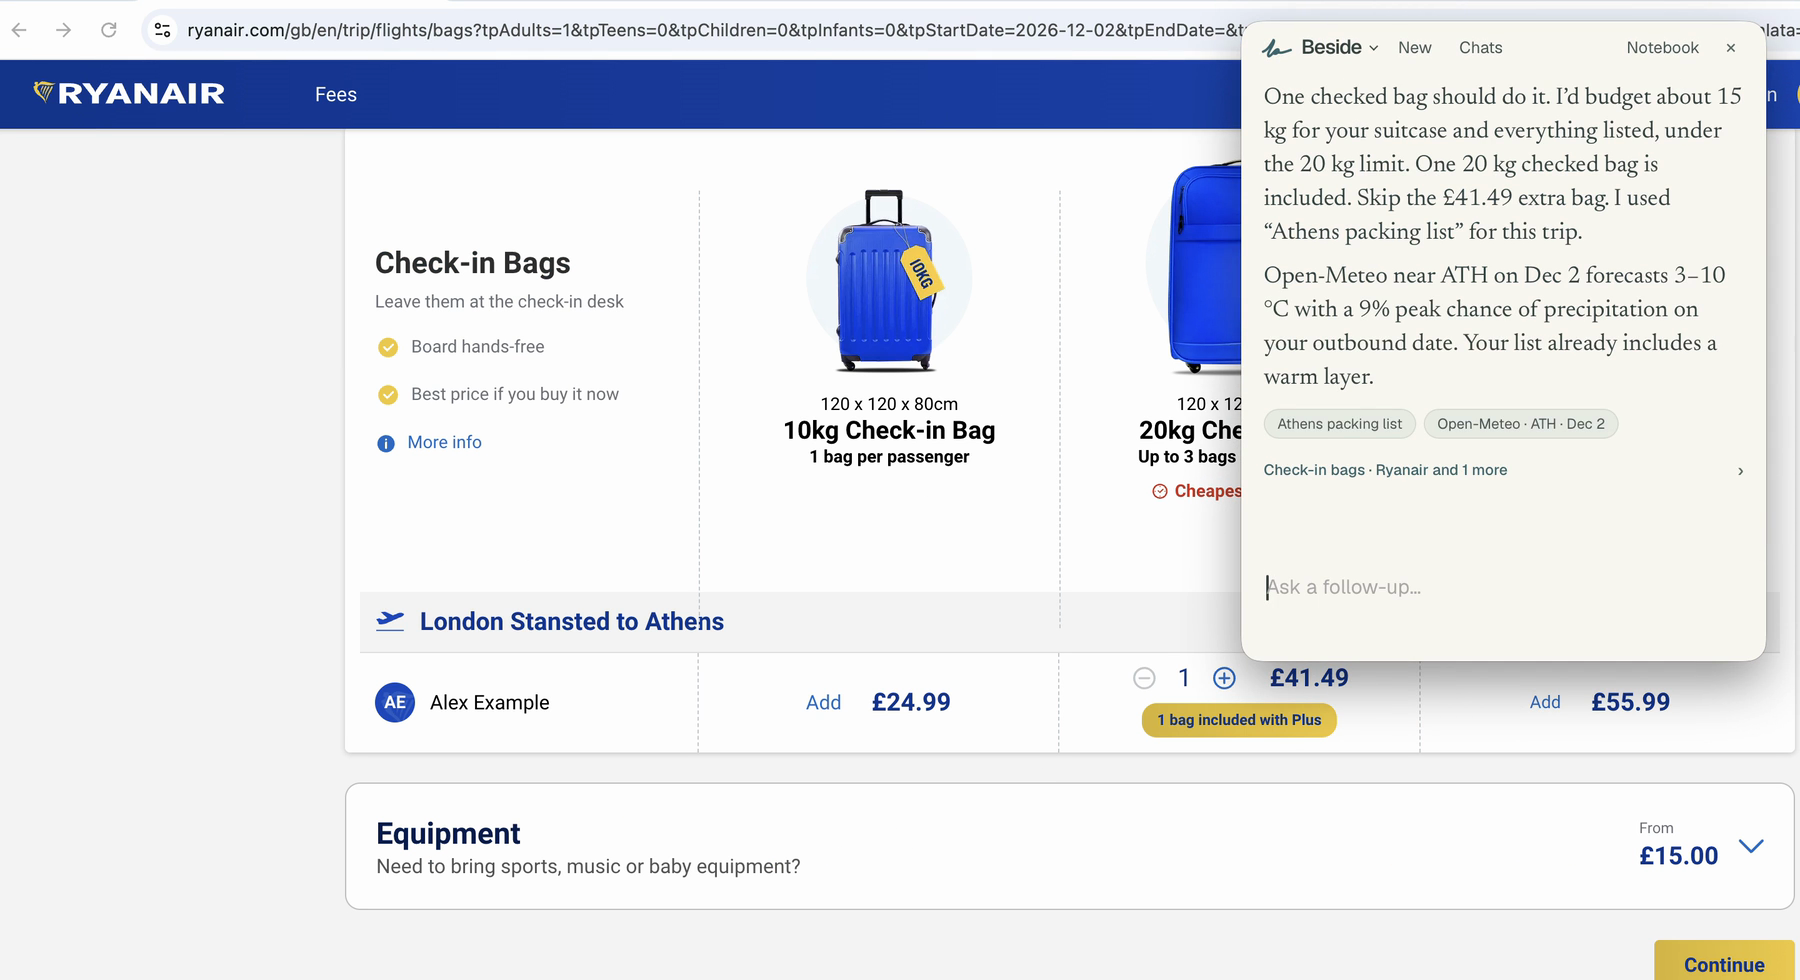 ryanair.com/gb/en/trip/flights/bags?tpAdults=1&tpTeens=0&tpChildren=0&tpInfants=0&tpStartDate=2026-12-02&tpEndDate=&t
RYANAIR
Fees
Check-in Bags
Leave them at the check-in desk
Board hands-free
Best price if you buy it now
i More info
10KG
120 x 120 x 80cm
10kg Check-in Bag
1 bag per passenger
120 x 12
20kg Che
Up to 3 bags
Cheapes
London Stansted to Athens
AE Alex Example
Add £24.99
1 £41.49
1 bag included with Plus
Add £55.99
Equipment
Need to bring sports, music or baby equipment?
From
£15.00
Continue
Beside New Chats Notebook ×
One checked bag should do it. I’d budget about 15
kg for your suitcase and everything listed, under
the 20 kg limit. One 20 kg checked bag is
included. Skip the £41.49 extra bag. I used
“Athens packing list” for this trip.
Open-Meteo near ATH on Dec 2 forecasts 3–10
°C with a 9% peak chance of precipitation on
your outbound date. Your list already includes a
warm layer.
Athens packing list
Open-Meteo · ATH · Dec 2
Check-in bags · Ryanair and 1 more ›
Ask a follow-up…